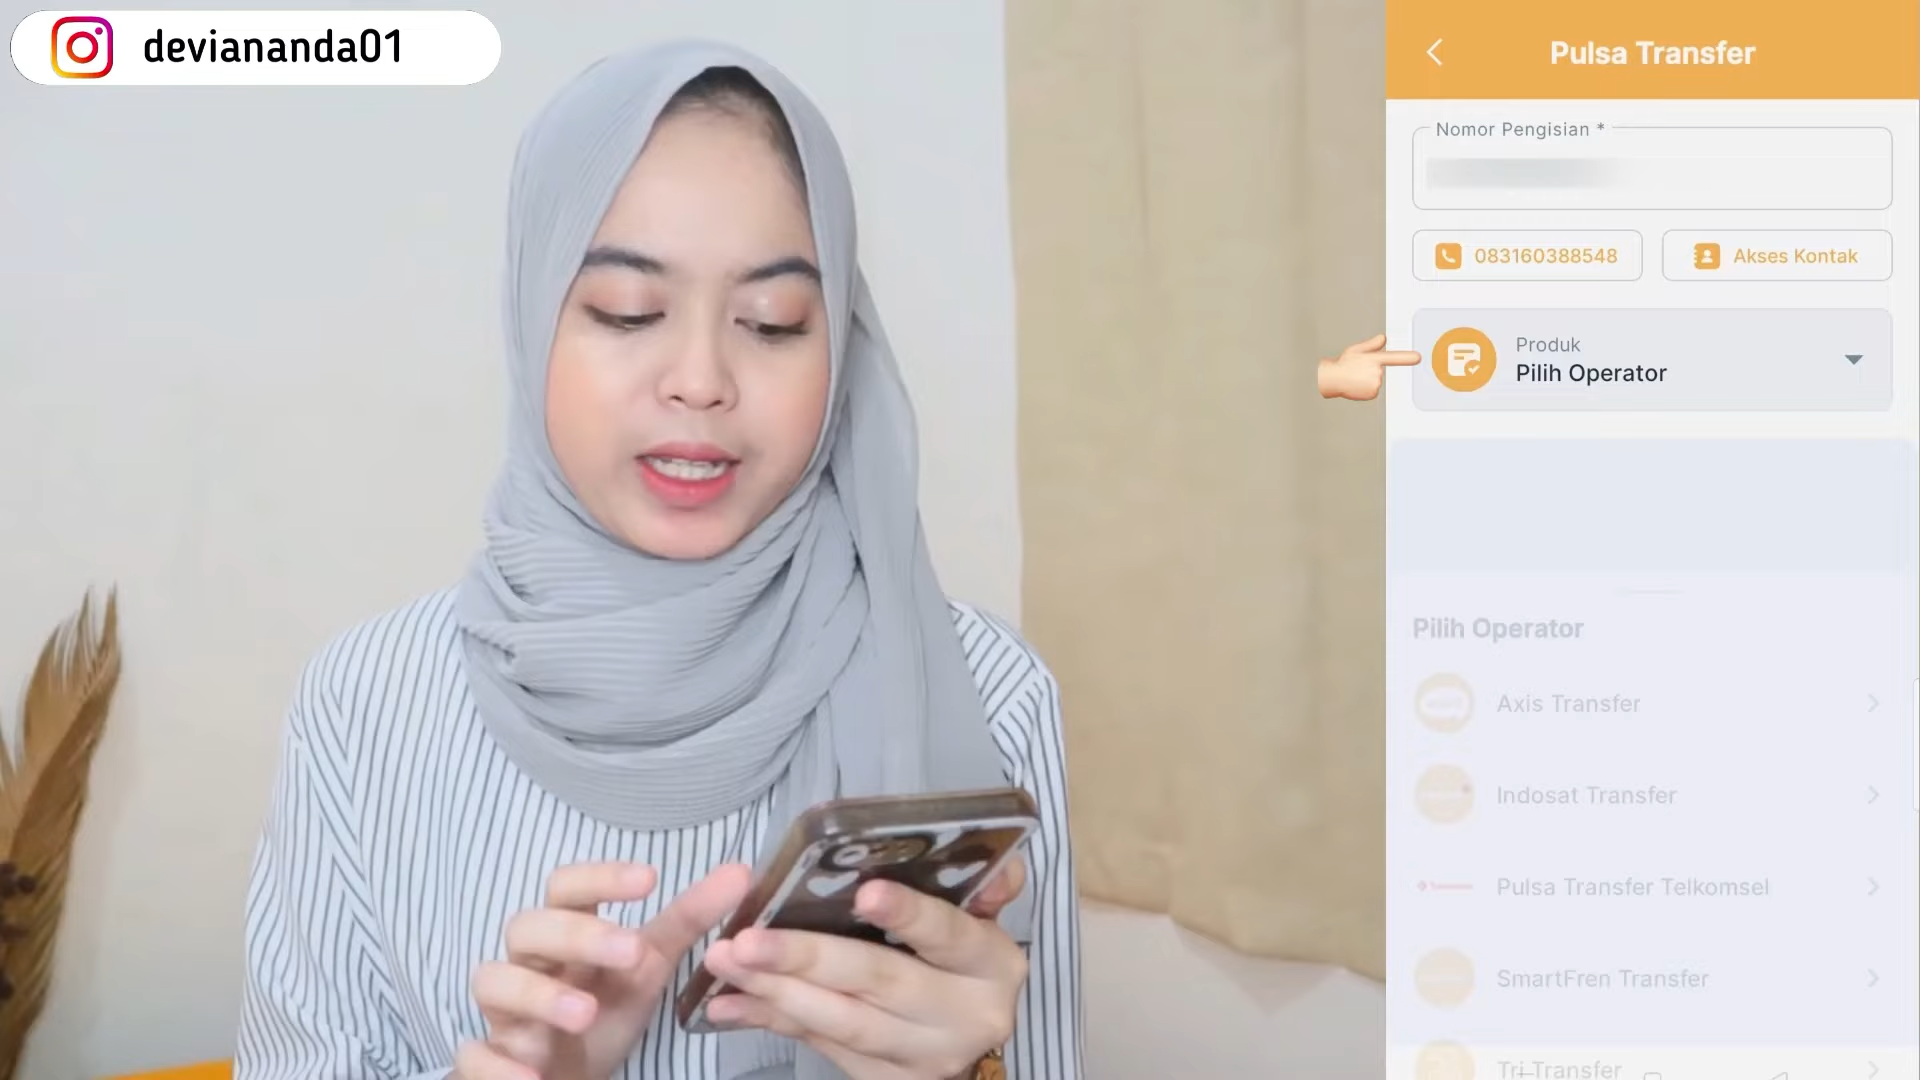 deviananda01
Pulsa Transfer
Nomor Pengisian *
083160388548
Akses Kontak
Produk
Pilih Operator
Pilih Operator
Axis Transfer
Indosat Transfer
Pulsa Transfer Telkomsel
SmartFren Transfer
Tri Transfer